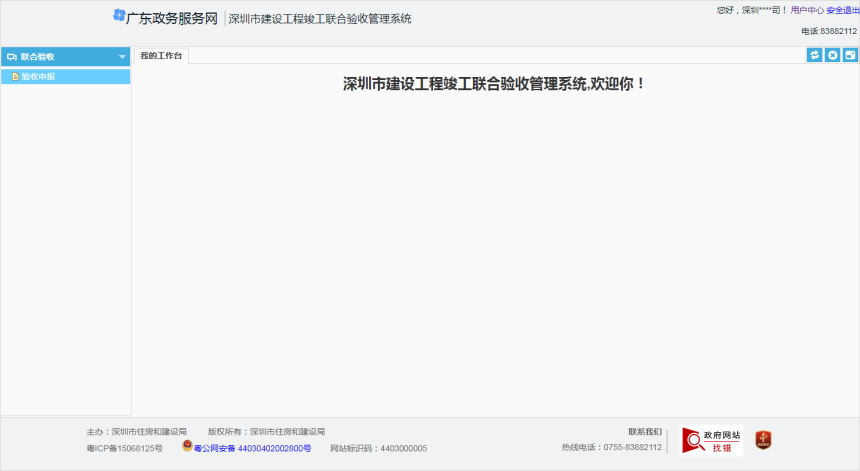 广东政务服务网 深圳市建设工程竣工联合验收管理系统
您好，深圳****司！ 用户中心 安全退出
电话:83882112
联合验收
验收申报
我的工作台
深圳市建设工程竣工联合验收管理系统,欢迎你！
主办：深圳市住房和建设局 版权所有：深圳市住房和建设局
粤ICP备15068125号 粤公网安备 44030402002800号 网站标识码：4403000005
联系我们
热线电话：0755-83882112
政府网站
找错